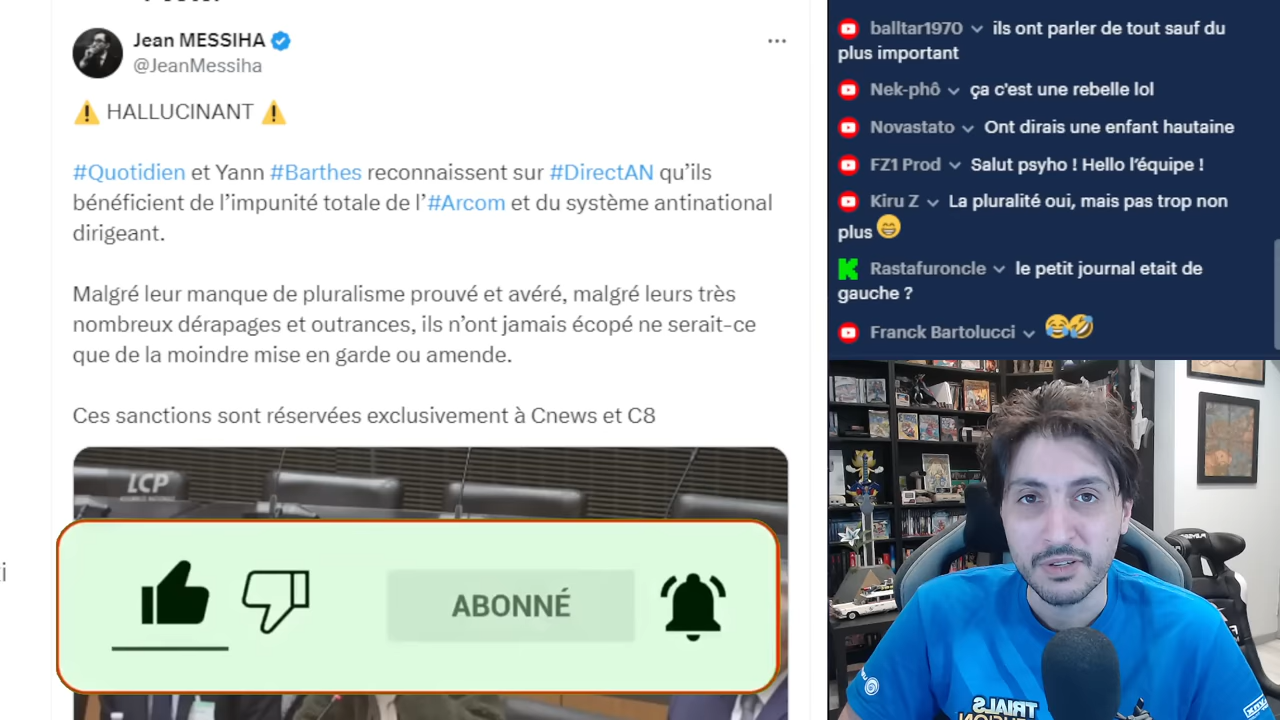 Jean MESSIHA
@JeanMessiha
⚠️ HALLUCINANT ⚠️
#Quotidien et Yann #Barthes reconnaissent sur #DirectAN qu’ils
bénéficient de l’impunité totale de l’#Arcom et du système antinational
dirigeant.
Malgré leur manque de pluralisme prouvé et avéré, malgré leurs très
nombreux dérapages et outrances, ils n’ont jamais écopé ne serait-ce
que de la moindre mise en garde ou amende.
Ces sanctions sont réservées exclusivement à Cnews et C8
LCP
ASSEMBLÉE NATIONALE
ABONNÉ
balltar1970 ils ont parler de tout sauf du
plus important
Nek-phô ça c'est une rebelle lol
Novastato Ont dirais une enfant hautaine
FZ1 Prod Salut psyho ! Hello l’équipe !
Kiru Z La pluralité oui, mais pas trop non
plus 😁
Rastafuroncle le petit journal etait de
gauche ?
Franck Bartolucci 😂🤣
TRIALS
FUSION